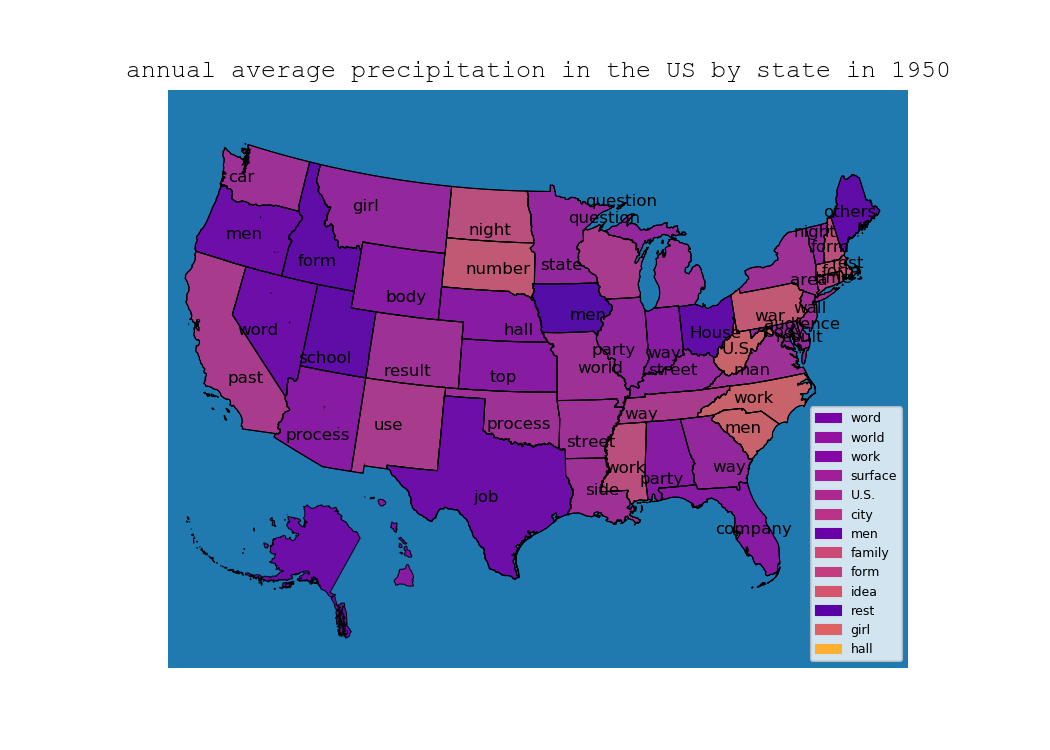 annual average precipitation in the US by state in 1950
car
girl
night
question
question
others
men
form
number
state
night
form
rest
area
body
men
hall
war
wall
audience
word
school
result
party
world
way
street
House
U.S.
man
past
process
use
top
process
way
work
men
street
work
way
party
side
job
company
word
world
work
surface
U.S.
city
men
family
form
idea
rest
girl
hall